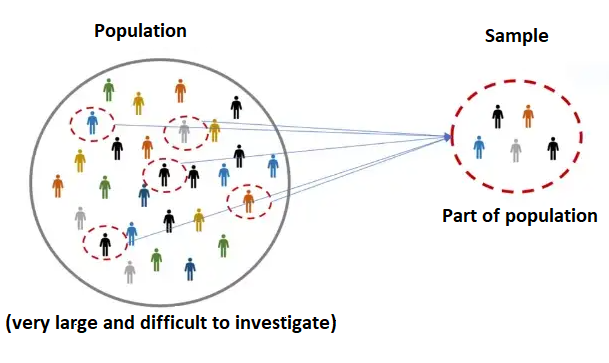 Population
Sample
Part of population
(very large and difficult to investigate)